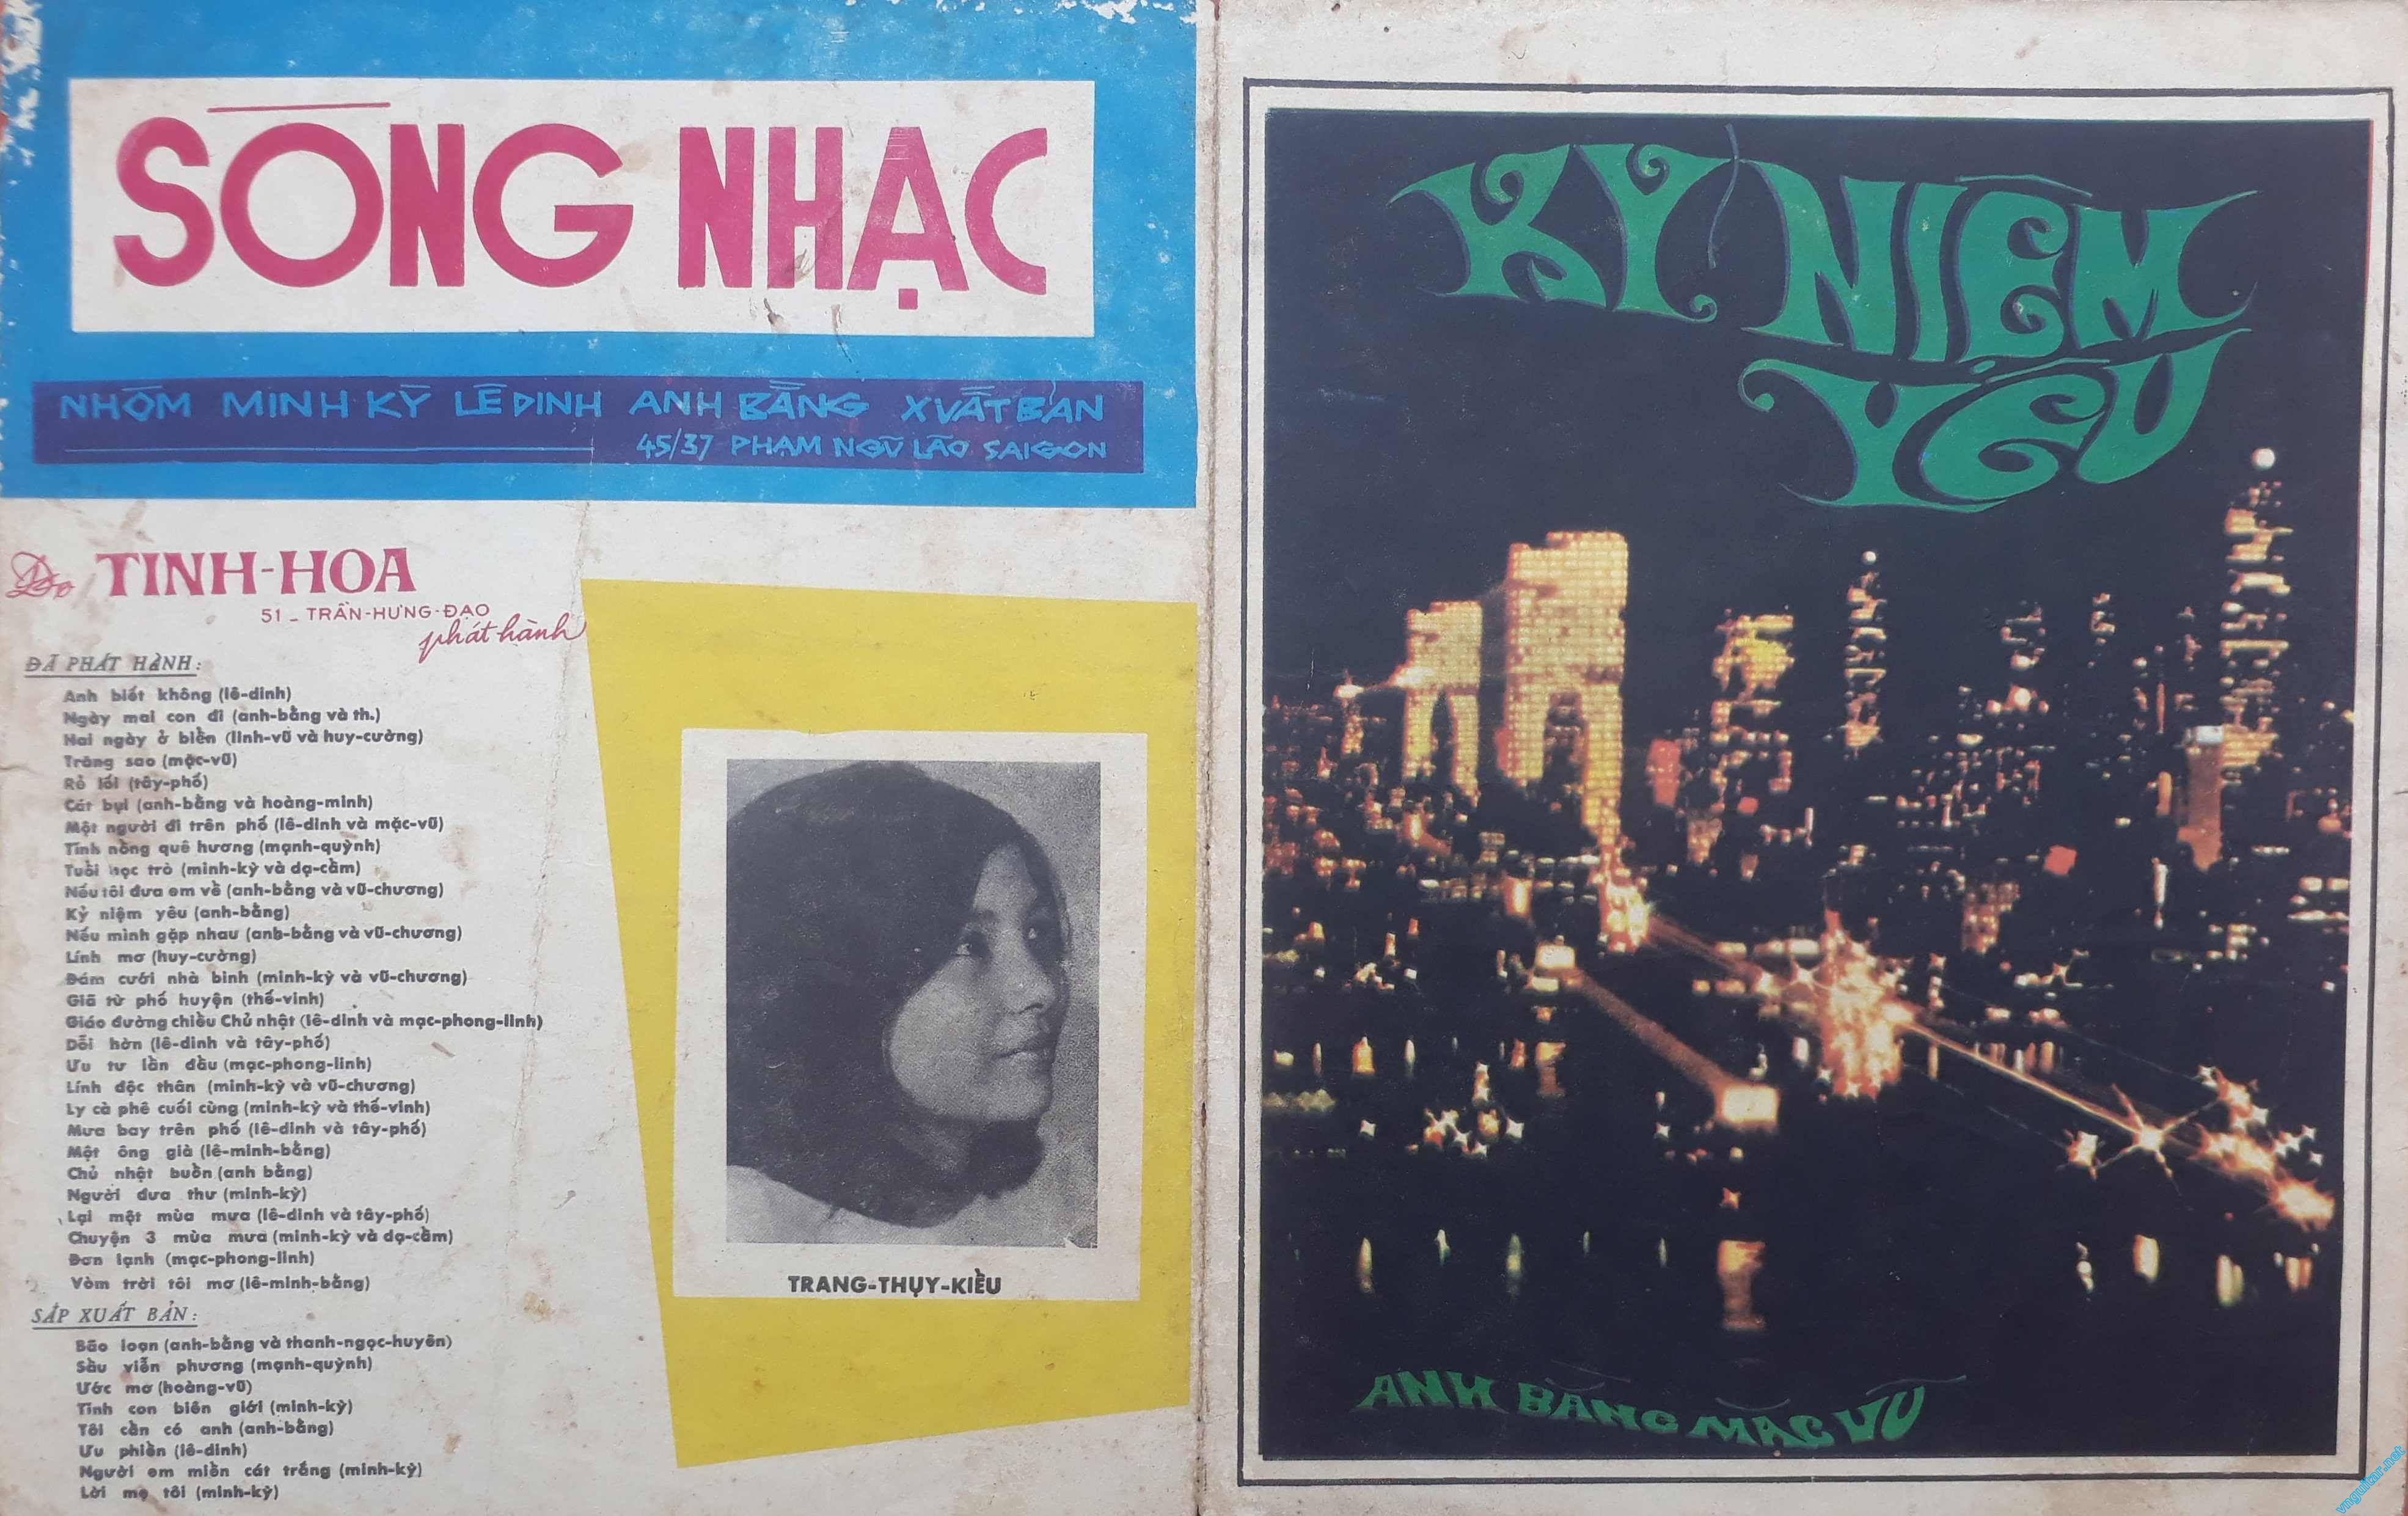 SÓNG NHẠC
NHÓM MINH KỲ LÊ DINH ANH BẰNG XUẤT BẢN
45/37 PHẠM NGŨ LÃO SAIGON
Do TINH-HOA
51 _ TRẦN-HƯNG-ĐẠO
phát hành
ĐÃ PHÁT HÀNH:
Anh biết không (lê-dinh)
Ngày mai con đi (anh-bằng và th.)
Hai ngày ở biển (linh-vũ và huy-cường)
Trăng sao (mặc-vũ)
Rẻ lối (tây-phố)
Cát bụi (anh-bằng và hoàng-minh)
Một người đi trên phố (lê-dinh và mặc-vũ)
Tình nồng quê hương (mạnh-quỳnh)
Tuổi học trò (minh-kỳ và dạ-cầm)
Nếu tôi đưa em về (anh-bằng và vũ-chương)
Kỷ niệm yêu (anh-bằng)
Nếu mình gặp nhau (anh-bằng và vũ-chương)
Lính mơ (huy-cường)
Đám cưới nhà binh (minh-kỳ và vũ-chương)
Giã từ phố huyện (thế-vinh)
Giáo đường chiều Chủ nhật (lê-dinh và mạc-phong-linh)
Dỗi hờn (lê-dinh và tây-phố)
Ưu tư lần đầu (mạc-phong-linh)
Lính độc thân (minh-kỳ và vũ-chương)
Ly cà phê cuối cùng (minh-kỳ và thế-vinh)
Mưa bay trên phố (lê-dinh và tây-phố)
Một ông già (lê-minh-bằng)
Chủ nhật buồn (anh bằng)
Người đưa thư (minh-kỳ)
Lại một mùa mưa (lê-dinh và tây-phố)
Chuyện 3 mùa mưa (minh-kỳ và dạ-cầm)
Đơn lạnh (mạc-phong-linh)
Vòm trời tôi mơ (lê-minh-bằng)
SẮP XUẤT BẢN:
Bão loạn (anh-bằng và thanh-ngọc-huyên)
Sầu viễn phương (mạnh-quỳnh)
Ước mơ (hoàng-vũ)
Tình con biên giới (minh-kỳ)
Tôi cần có anh (anh-bằng)
Ưu phiền (lê-dinh)
Người em miền cát trắng (minh-kỳ)
Lời mẹ tôi (minh-kỳ)
TRANG-THỤY-KIỀU
KỶ NIỆM
YÊU
ANH BẰNG MẶC VŨ
vnguitar.net